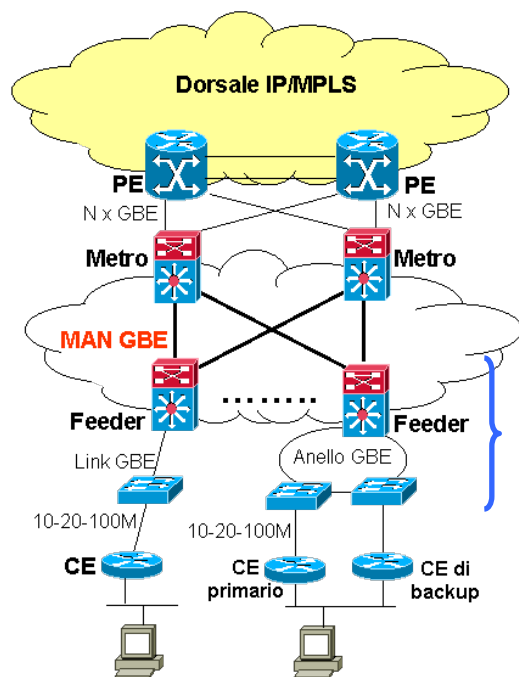 Dorsale IP/MPLS
PE
PE
N x GBE
N x GBE
Metro
Metro
MAN GBE
Feeder
Feeder
Link GBE
Anello GBE
10-20-100M
10-20-100M
CE
CE
primario
CE di
backup